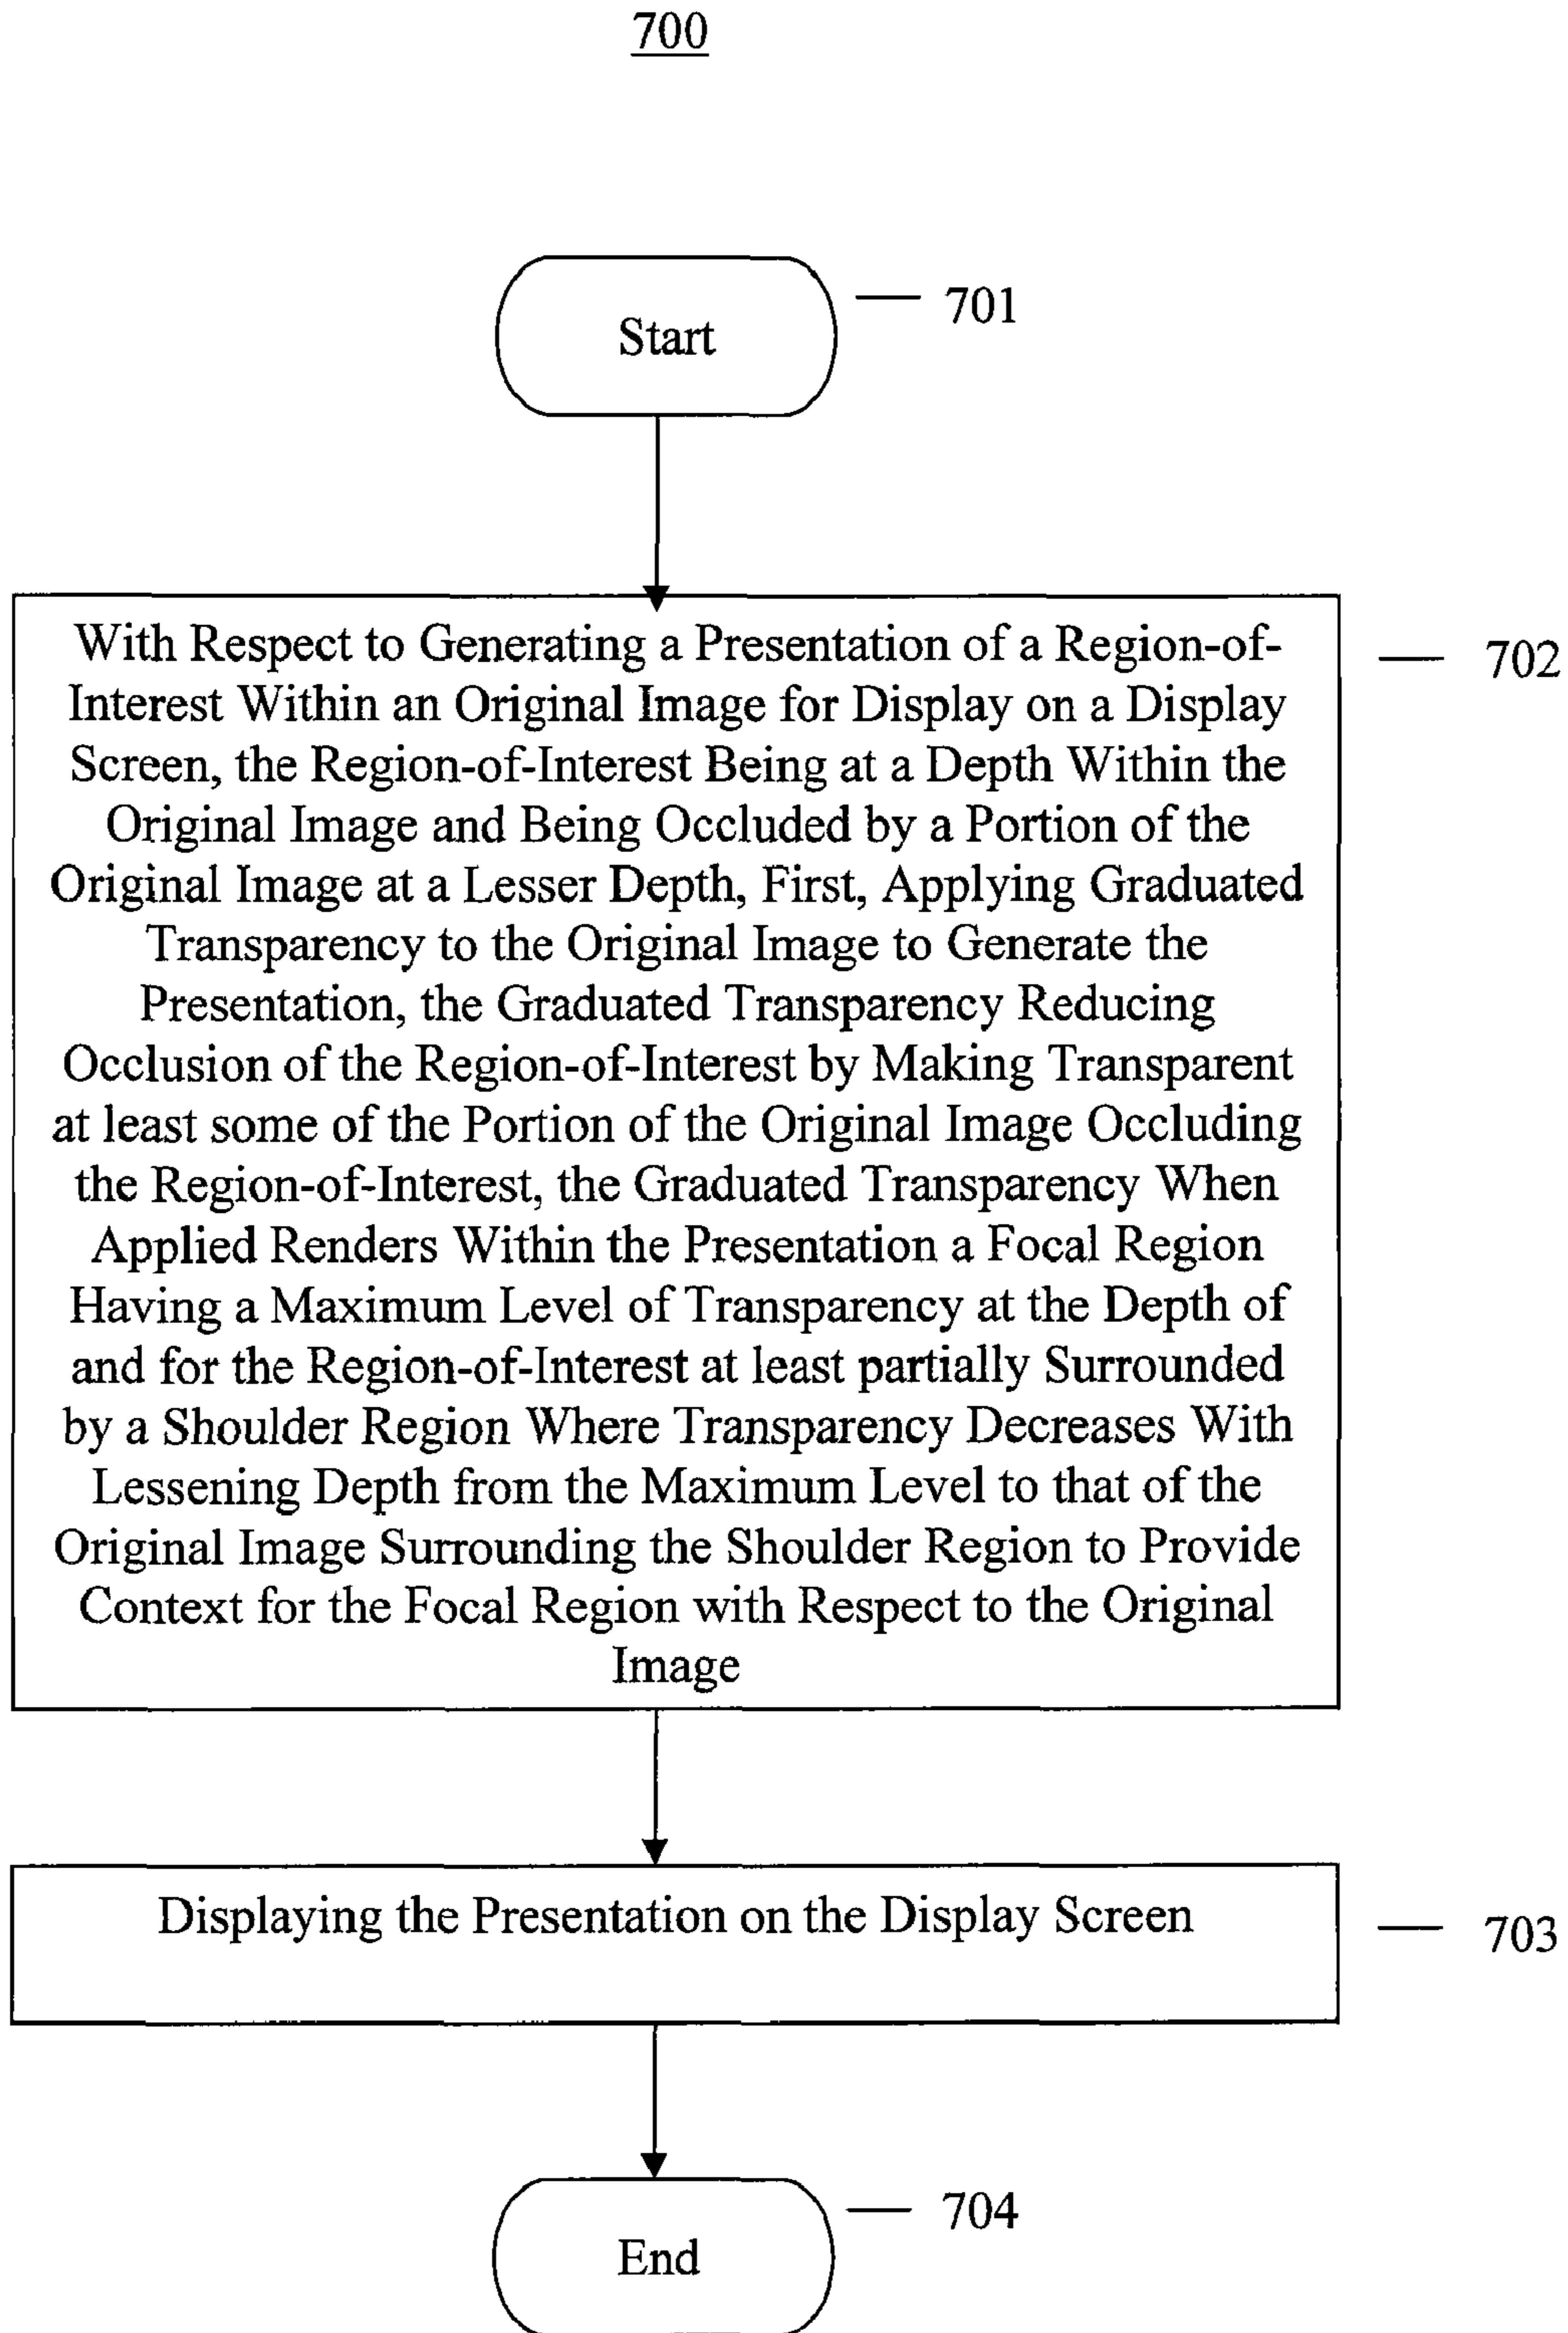 700
Start
701
With Respect to Generating a Presentation of a Region-of-
Interest Within an Original Image for Display on a Display
Screen, the Region-of-Interest Being at a Depth Within the
Original Image and Being Occluded by a Portion of the
Original Image at a Lesser Depth, First, Applying Graduated
Transparency to the Original Image to Generate the
Presentation, the Graduated Transparency Reducing
Occlusion of the Region-of-Interest by Making Transparent
at least some of the Portion of the Original Image Occluding
the Region-of-Interest, the Graduated Transparency When
Applied Renders Within the Presentation a Focal Region
Having a Maximum Level of Transparency at the Depth of
and for the Region-of-Interest at least partially Surrounded
by a Shoulder Region Where Transparency Decreases With
Lessening Depth from the Maximum Level to that of the
Original Image Surrounding the Shoulder Region to Provide
Context for the Focal Region with Respect to the Original
Image
702
Displaying the Presentation on the Display Screen
703
End
704